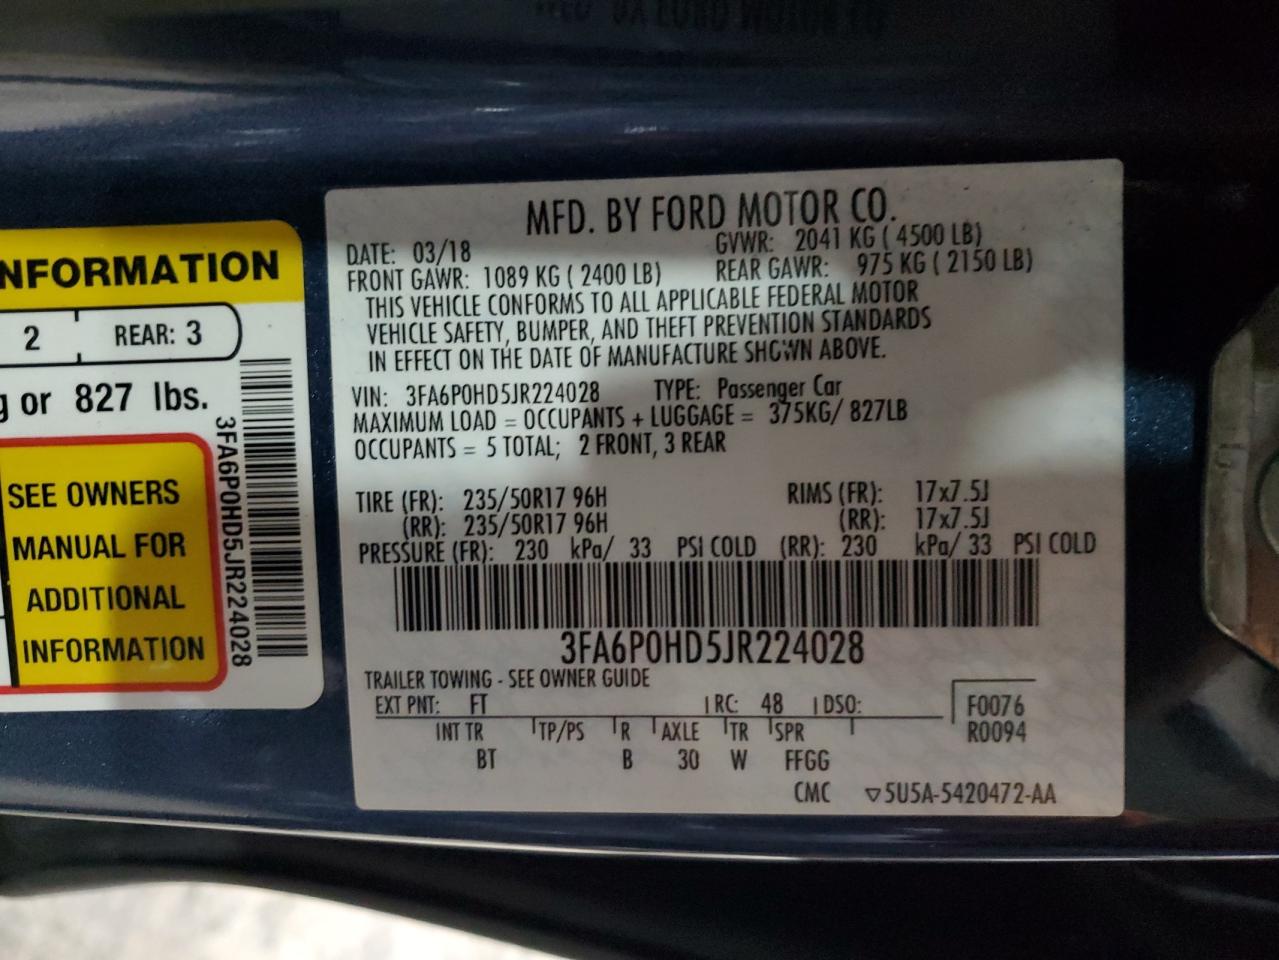 NFORMATION
2 REAR: 3
g or 827 lbs.
SEE OWNERS
MANUAL FOR
ADDITIONAL
INFORMATION
3FA6P0HD5JR224028
MFD. BY FORD MOTOR CO.
DATE: 03/18 GVWR: 2041 KG ( 4500 LB)
FRONT GAWR: 1089 KG ( 2400 LB) REAR GAWR: 975 KG ( 2150 LB)
THIS VEHICLE CONFORMS TO ALL APPLICABLE FEDERAL MOTOR
VEHICLE SAFETY, BUMPER, AND THEFT PREVENTION STANDARDS
IN EFFECT ON THE DATE OF MANUFACTURE SHOWN ABOVE.
VIN: 3FA6P0HD5JR224028 TYPE: Passenger Car
MAXIMUM LOAD = OCCUPANTS + LUGGAGE = 375KG/ 827LB
OCCUPANTS = 5 TOTAL; 2 FRONT, 3 REAR
TIRE (FR): 235/50R17 96H RIMS (FR): 17x7.5J
(RR): 235/50R17 96H (RR): 17x7.5J
PRESSURE (FR): 230 kPa/ 33 PSI COLD (RR): 230 kPa/ 33 PSI COLD
3FA6P0HD5JR224028
TRAILER TOWING - SEE OWNER GUIDE
EXT PNT: FT RC: 48 DSO: F0076
INT TR TP/PS R AXLE TR SPR R0094
BT B 30 W FFGG
CMC ▽5U5A-5420472-AA